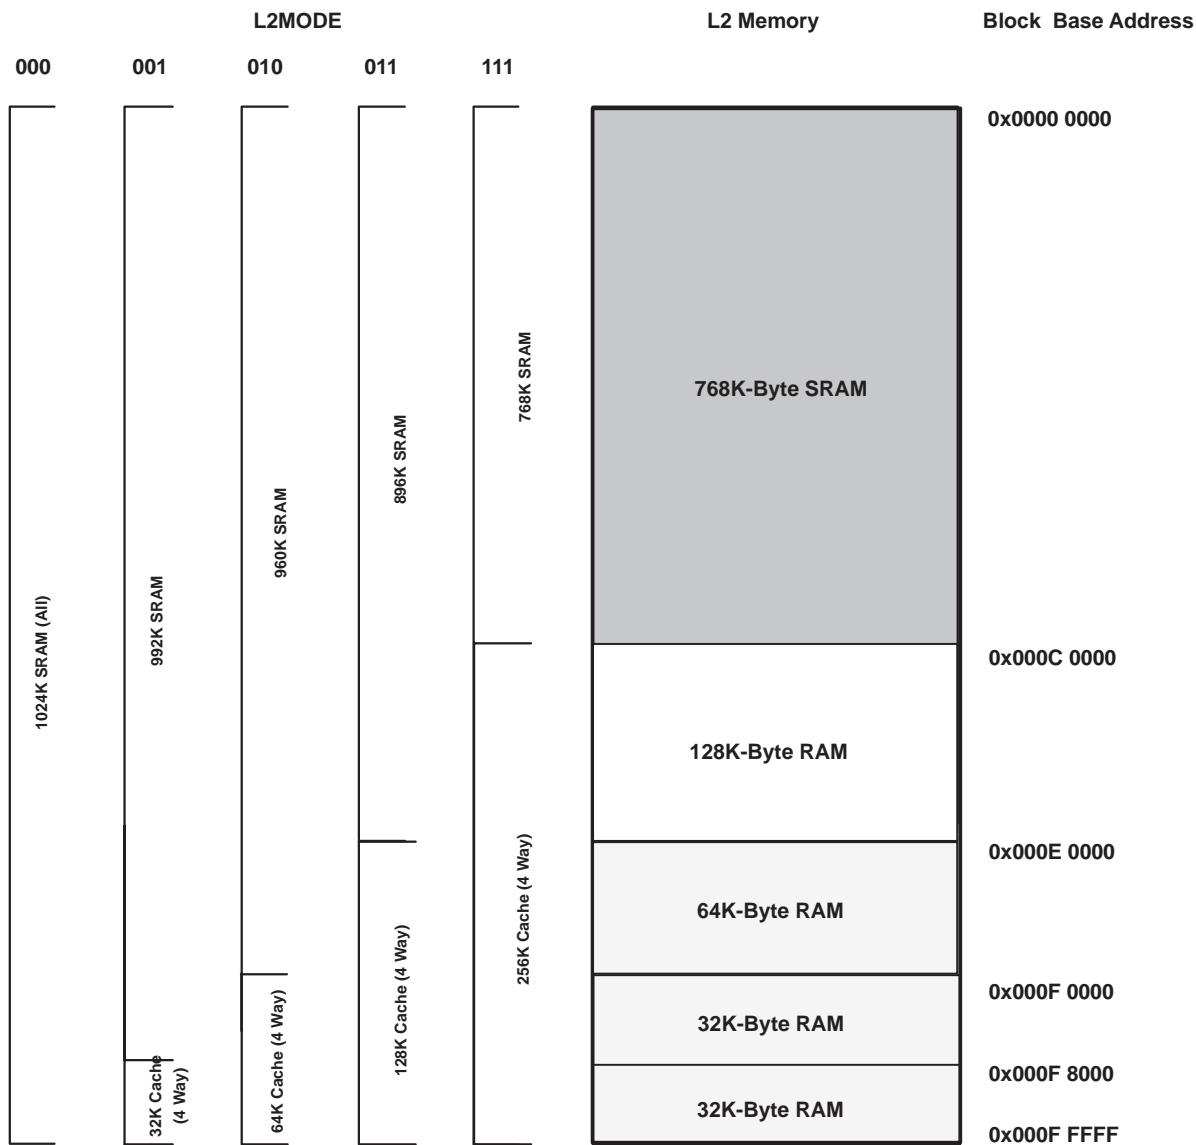 L2MODE
L2 Memory
Block Base Address
000
001
010
011
111
0x0000 0000
768K SRAM
768K-Byte SRAM
896K SRAM
960K SRAM
992K SRAM
1024K SRAM (All)
0x000C 0000
128K-Byte RAM
0x000E 0000
256K Cache (4 Way)
64K-Byte RAM
128K Cache (4 Way)
0x000F 0000
64K Cache (4 Way)
32K-Byte RAM
32K Cache
(4 Way)
0x000F 8000
32K-Byte RAM
0x000F FFFF